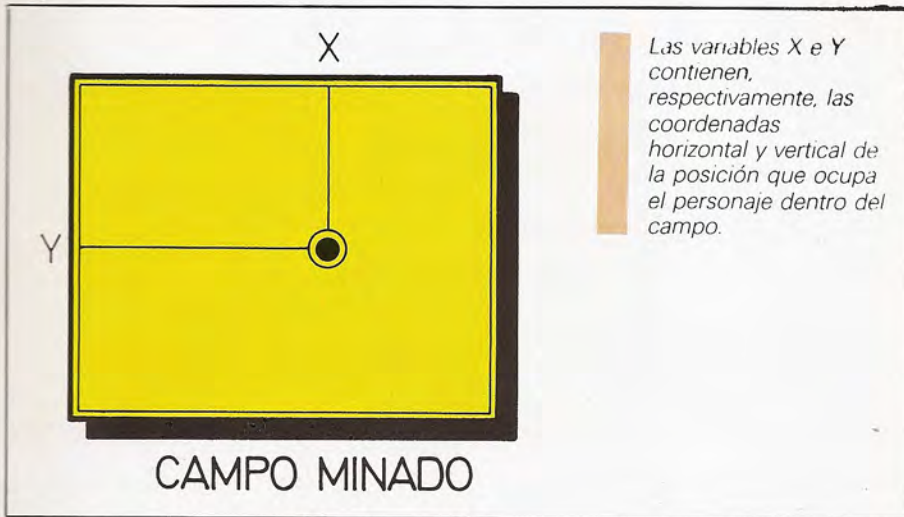 X
Y
CAMPO MINADO
Las variables X e Y
contienen,
respectivamente, las
coordenadas
horizontal y vertical de
la posición que ocupa
el personaje dentro del
campo.